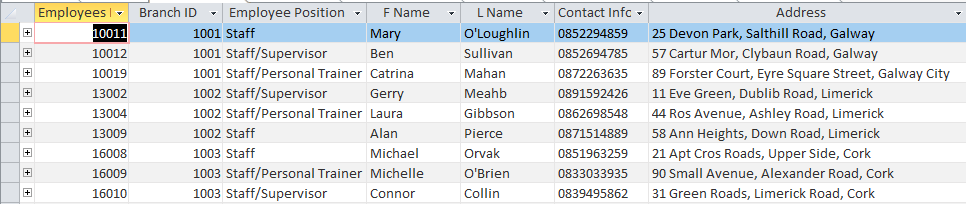 Employees I Branch ID Employee Position F Name L Name Contact Info Address
10011 1001 Staff Mary O'Loughlin 0852294859 25 Devon Park, Salthill Road, Galway
10012 1001 Staff/Supervisor Ben Sullivan 0852694785 57 Cartur Mor, Clybaun Road, Galway
10019 1001 Staff/Personal Trainer Catrina Mahan 0872263635 89 Forster Court, Eyre Square Street, Galway City
13002 1002 Staff/Supervisor Gerry Meahb 0891592426 11 Eve Green, Dublib Road, Limerick
13004 1002 Staff/Personal Trainer Laura Gibbson 0862698548 44 Ros Avenue, Ashley Road, Limerick
13009 1002 Staff Alan Pierce 0871514889 58 Ann Heights, Down Road, Limerick
16008 1003 Staff Michael Orvak 0851963259 21 Apt Cros Roads, Upper Side, Cork
16009 1003 Staff/Personal Trainer Michelle O'Brien 0833033935 90 Small Avenue, Alexander Road, Cork
16010 1003 Staff/Supervisor Connor Collin 0839495862 31 Green Roads, Limerick Road, Cork